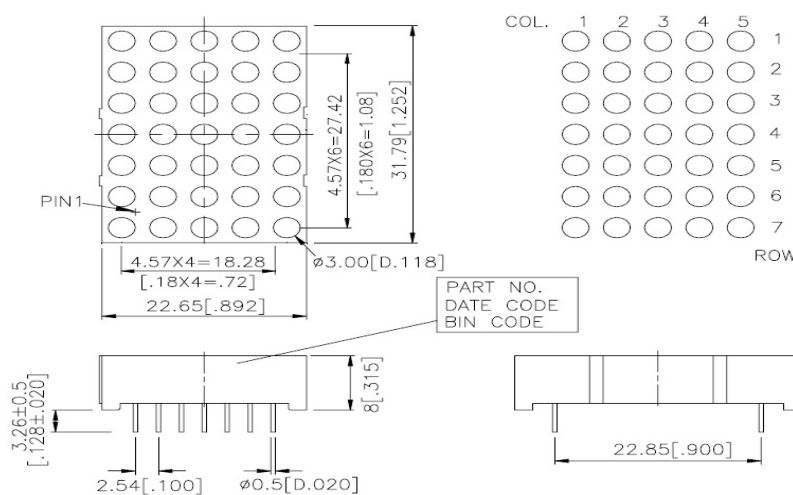 COL. 1 2 3 4 5
1
2
3
4
5
6
7
ROW
4.57X6=27.42
[.180X6=1.08]
31.79[1.252]
PIN1
4.57X4=18.28
[.18X4=.72]
22.65[.892]
ø3.00[D.118]
PART NO.
DATE CODE
BIN CODE
3.26±0.5
[.128±.020]
8[.315]
2.54[.100]
ø0.5[D.020]
22.85[.900]